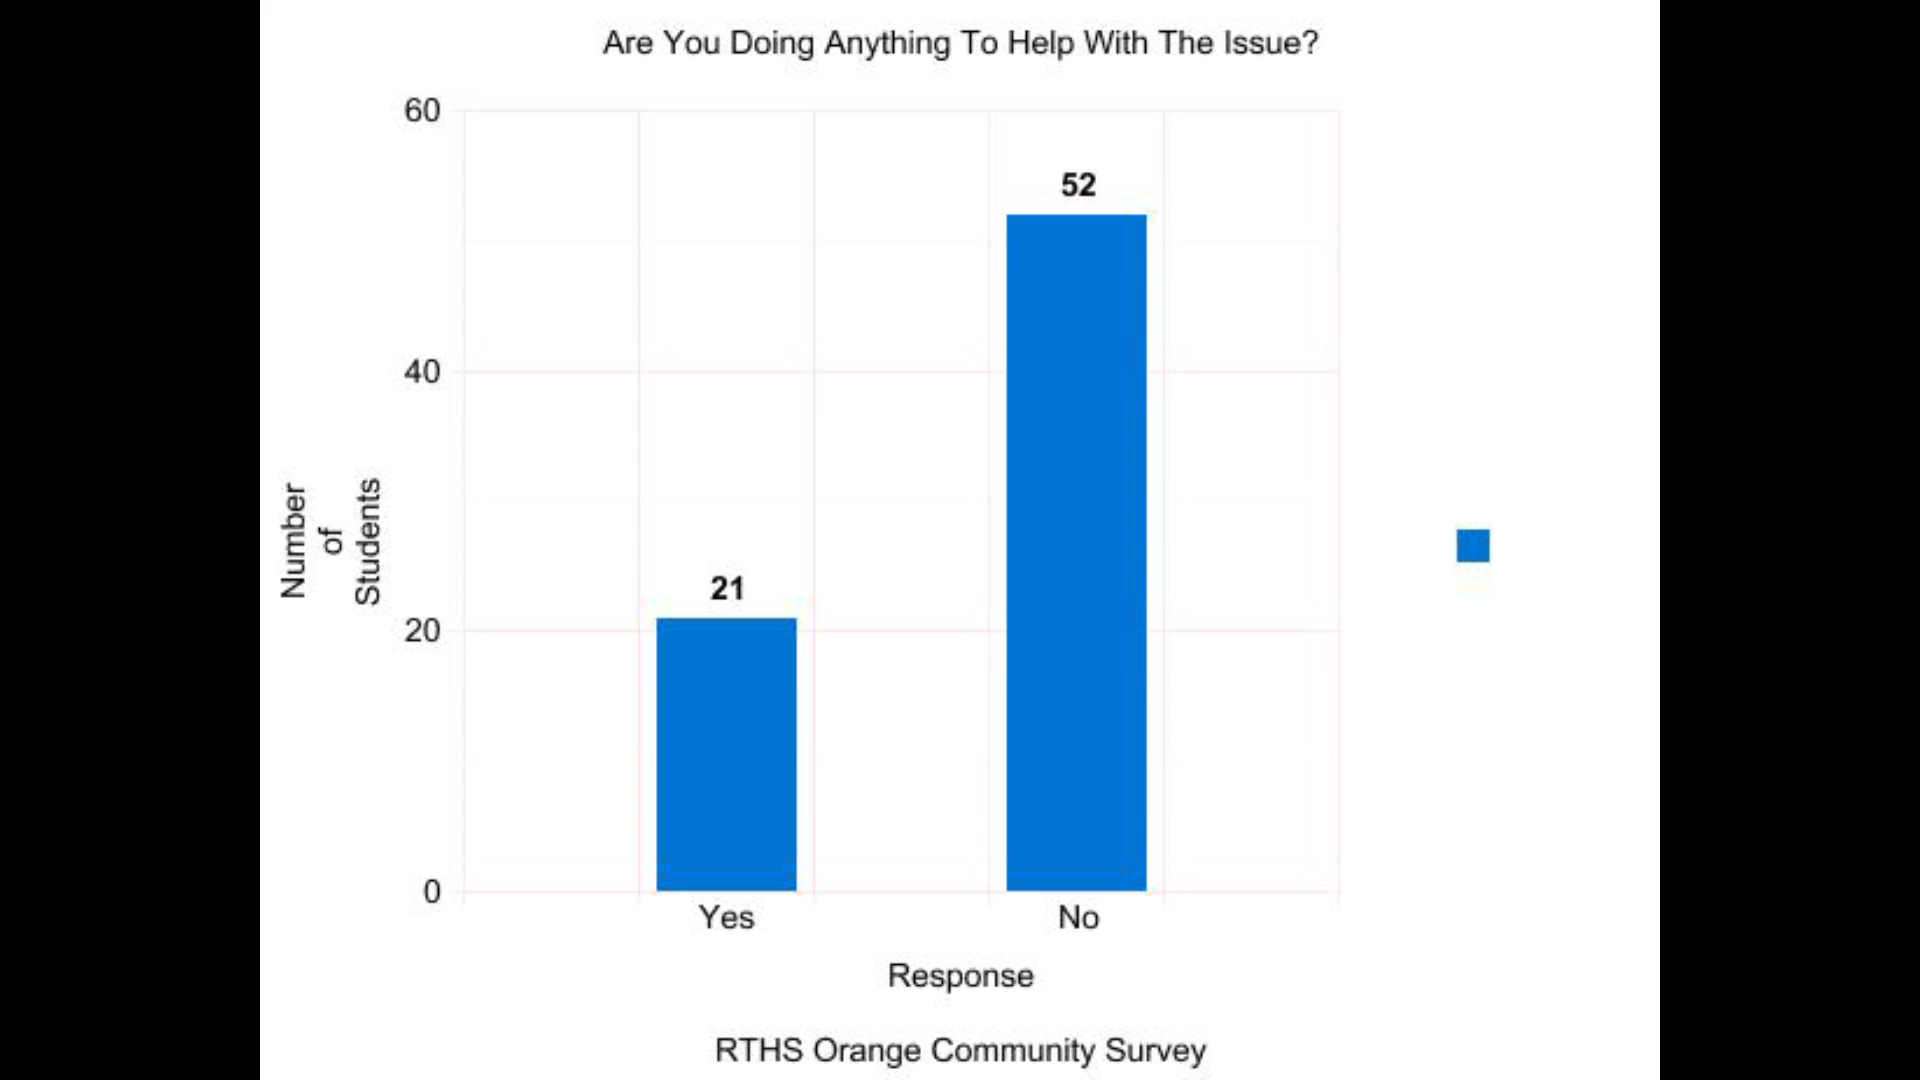 Are You Doing Anything To Help With The Issue?
60
52
40
Number
of
Students
21
20
0
Yes
No
Response
RTHS Orange Community Survey